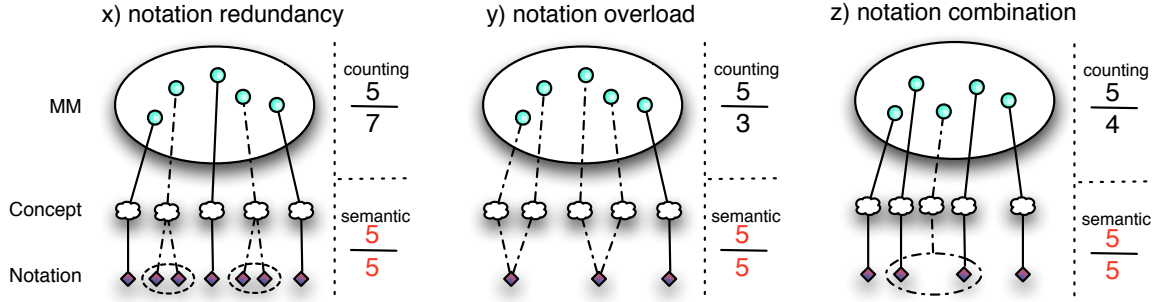 x) notation redundancy
y) notation overload
z) notation combination
MM
Concept
Notation
counting
5
7
semantic
5
5
counting
5
3
semantic
5
5
counting
5
4
semantic
5
5